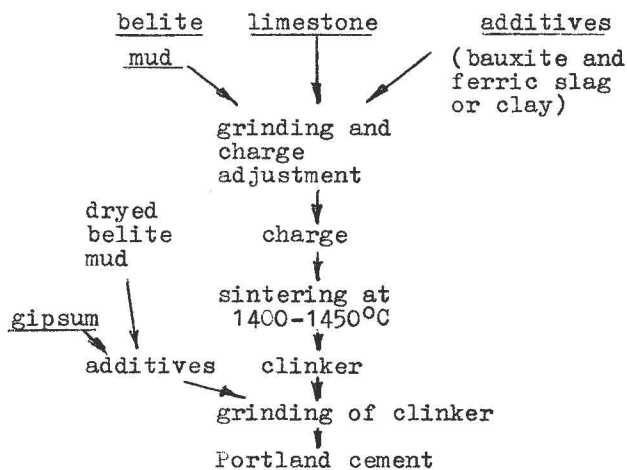 belite limestone additives
mud (bauxite and
ferric slag
or clay)
grinding and
charge
adjustment
dryed
belite charge
mud
sintering at
1400-1450°C
gipsum
additives clinker
grinding of clinker
Portland cement